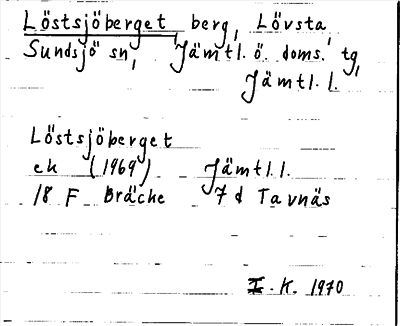 Löstsjöberget berg, Lövsta,
Sundsjö sn, Jämtl. ö. doms. tg,
Jämtl. l.
Löstsjöberget
ek (1969) Jämtl. l.
18 F Bräcke 7 d Tavnäs
I. K. 1970